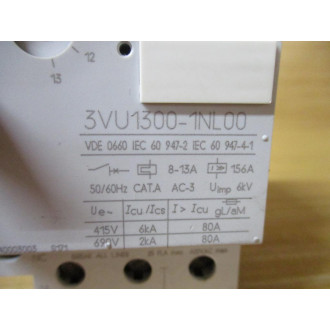 12
13
3VU1300-1NL00
VDE 0660 IEC 60 947-2 IEC 60 947-4-1
8-13A I> 156A
50/60Hz CAT.A AC-3 Uimp 6kV
Ue~ Icu/Ics I> Icu gL/aM
415V 6kA 80A
690V 2kA 80A